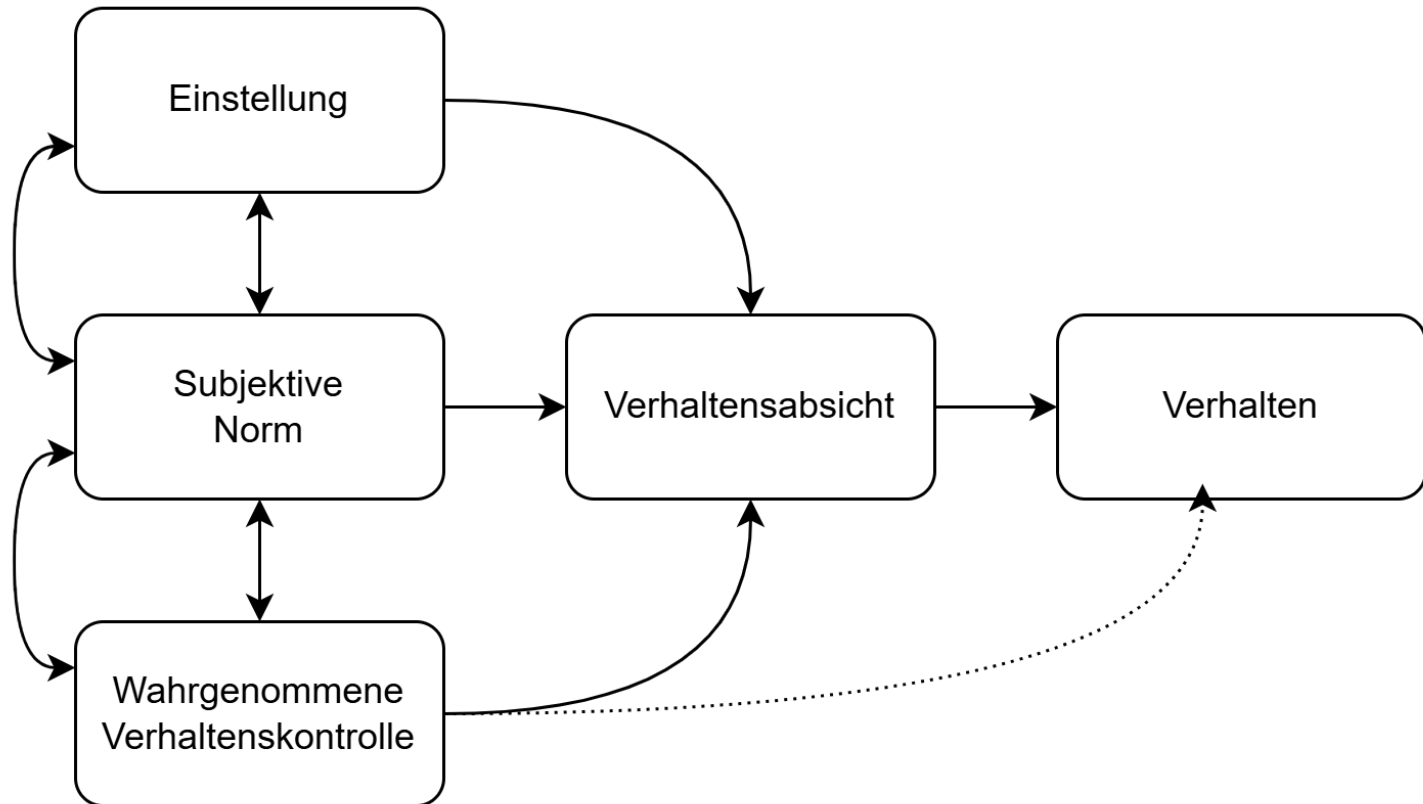 Einstellung
Subjektive
Norm
Verhaltensabsicht
Verhalten
Wahrgenommene
Verhaltenskontrolle